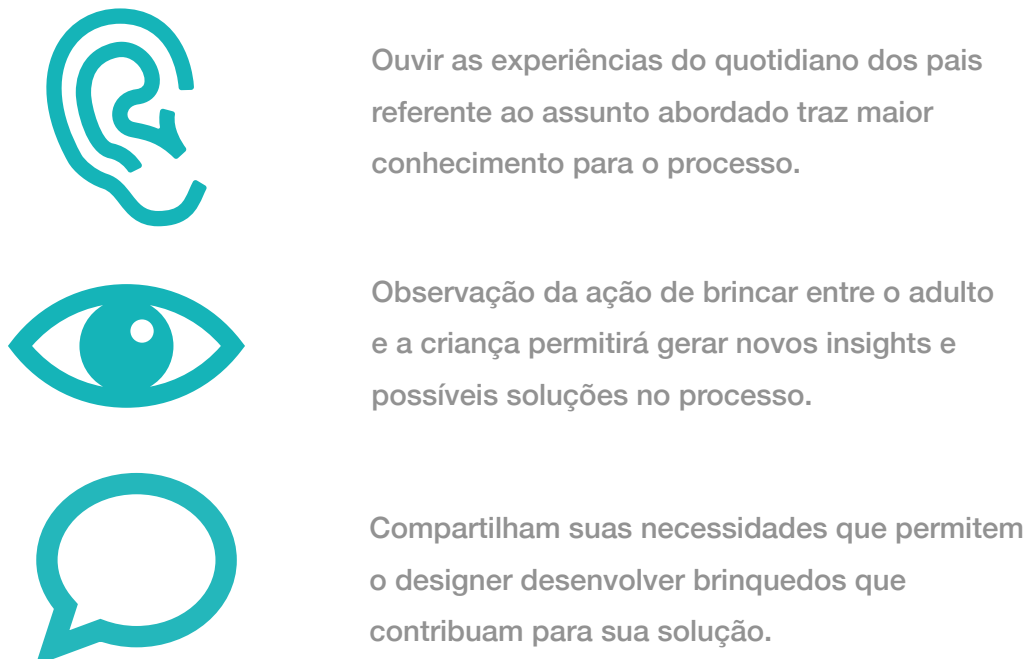 Ouvir as experiências do quotidiano dos pais
referente ao assunto abordado traz maior
conhecimento para o processo.
Observação da ação de brincar entre o adulto
e a criança permitirá gerar novos insights e
possíveis soluções no processo.
Compartilham suas necessidades que permitem
o designer desenvolver brinquedos que
contribuam para sua solução.